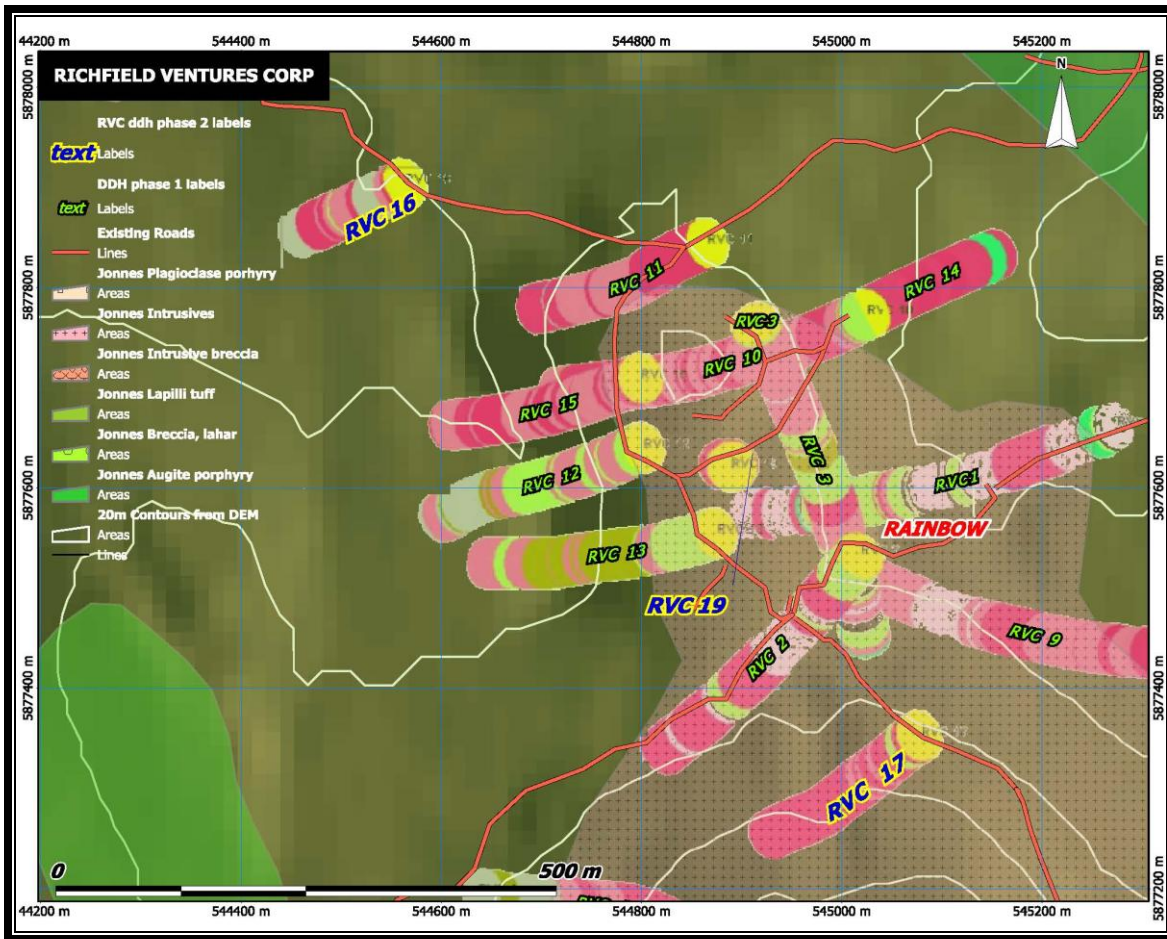 44200 m 544400 m 544600 m 544800 m 545000 m 545200 m
RICHFIELD VENTURES CORP
N
5878000 m
5878000 m
RVC ddh phase 2 labels
text Labels
DDH phase 1 labels
text Labels
Existing Roads
Lines
Jonnes Plagioclase porhyry
Areas
Jonnes Intrusives
Areas
Jonnes Intrusive breccia
Areas
Jonnes Lapilli tuff
Areas
Jonnes Breccia, lahar
Areas
Jonnes Augite porphyry
Areas
20m Contours from DEM
Areas
Lines
RVC 16
RVC 11
RVC 14
5877800 m
5877800 m
RVC 3
RVC 10
RVC 15
RVC 3
RVC 12
RVC 1
5877600 m
5877600 m
RAINBOW
RVC 13
RVC 19
RVC 9
RVC 2
5877400 m
5877400 m
RVC 17
0 500 m
5877200 m
5877200 m
44200 m 544400 m 544600 m 544800 m 545000 m 545200 m